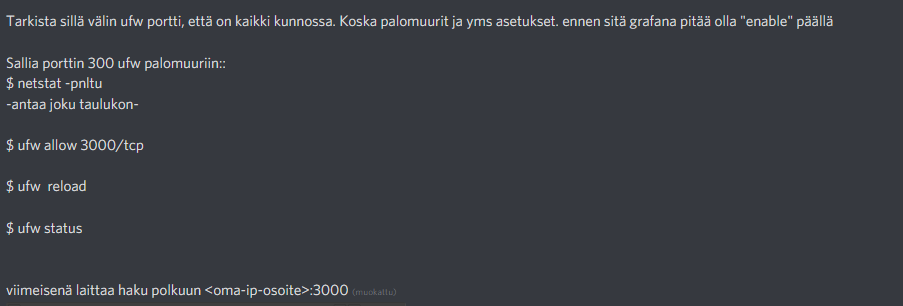 Tarkista sillä välin ufw portti, että on kaikki kunnossa. Koska palomuurit ja yms asetukset. ennen sitä grafana pitää olla "enable" päällä
Sallia porttin 300 ufw palomuuriin::
$ netstat -pnltu
-antaa joku taulukon-
$ ufw allow 3000/tcp
$ ufw  reload
$ ufw status
viimeisenä laittaa haku polkuun <oma-ip-osoite>:3000 (muokattu)